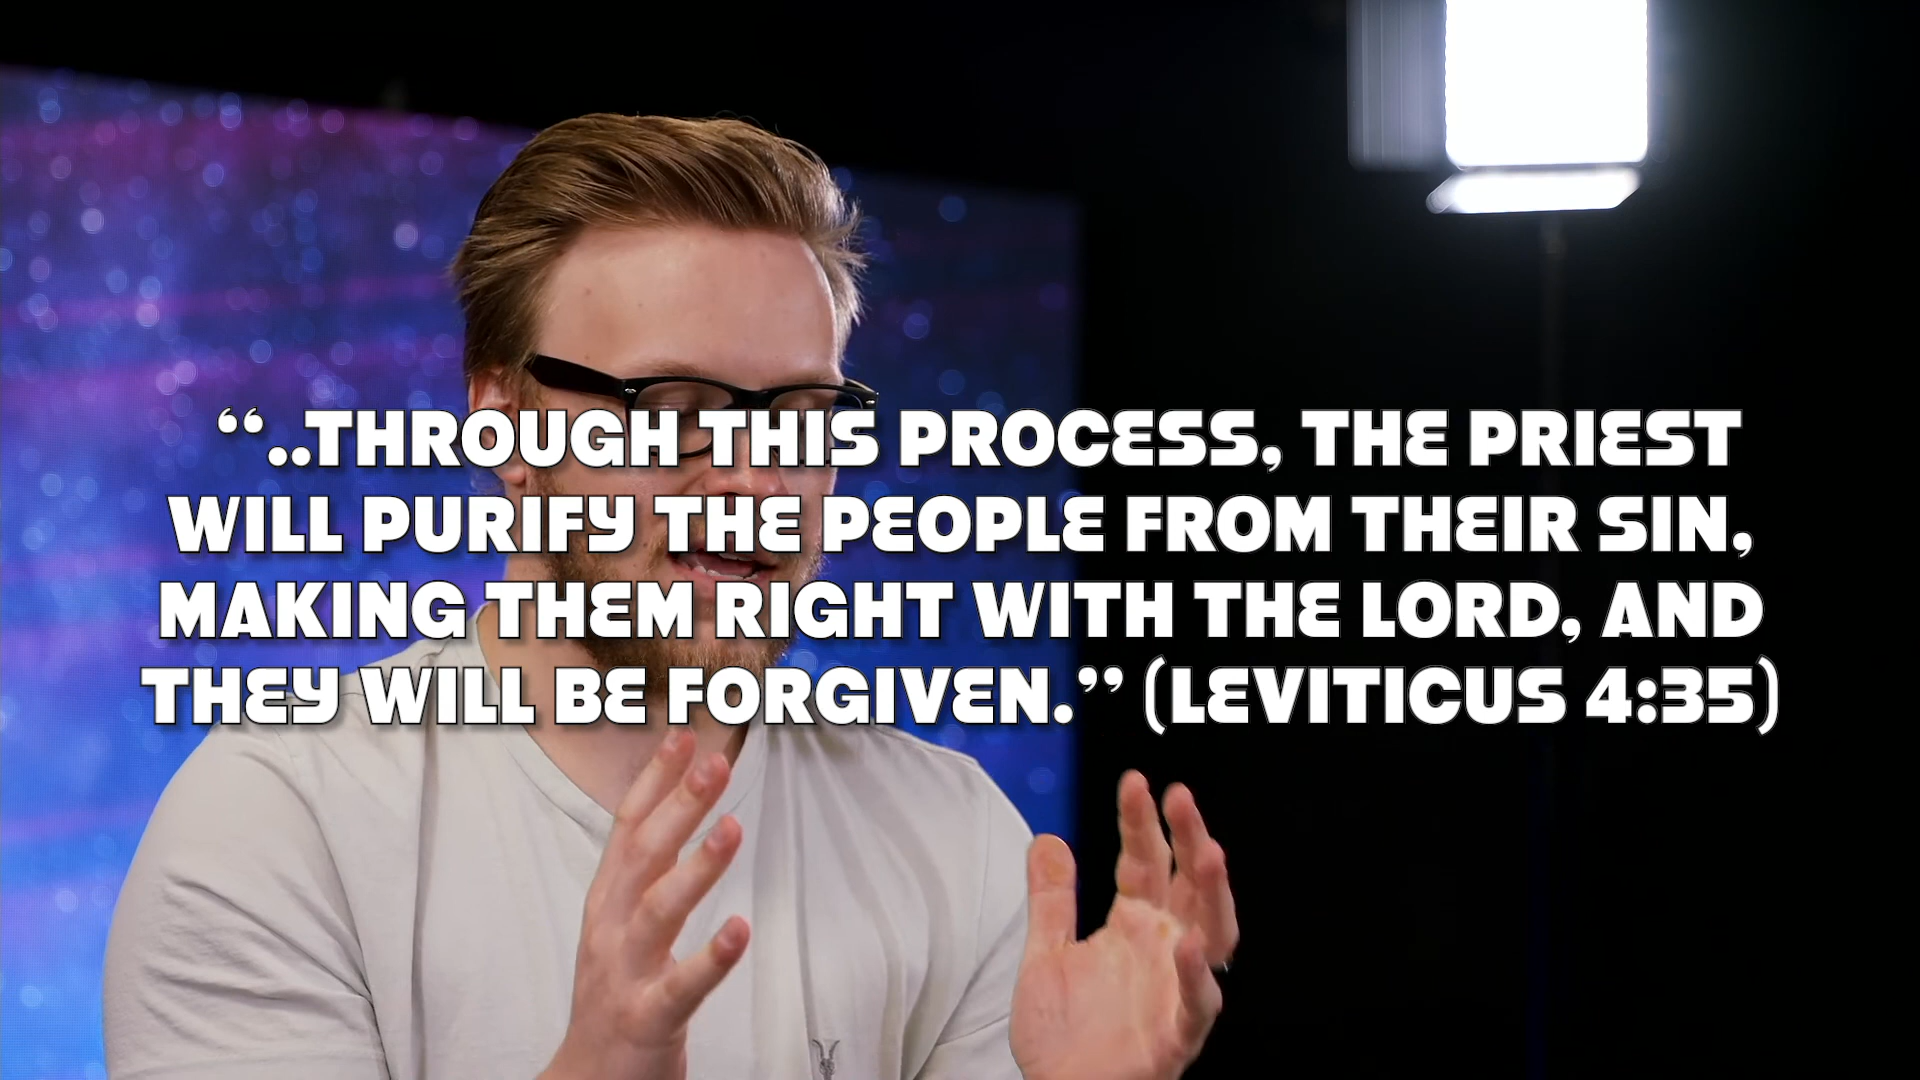 “..THROUGH THIS PROCESS, THE PRIEST
WILL PURIFY THE PEOPLE FROM THEIR SIN,
MAKING THEM RIGHT WITH THE LORD, AND
THEY WILL BE FORGIVEN.” (LEVITICUS 4:35)